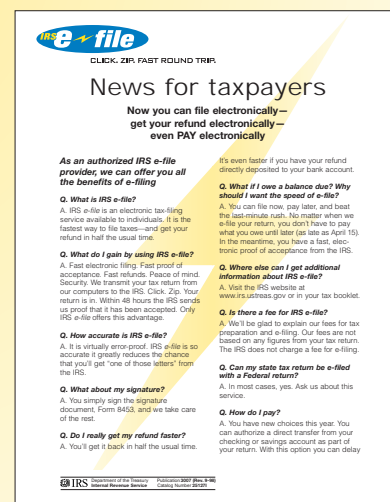 IRS e file
CLICK. ZIP. FAST ROUND TRIP.
News for taxpayers
Now you can file electronically—
get your refund electronically—
even PAY electronically
As an authorized IRS e-file
provider, we can offer you all
the benefits of e-filing
Q. What is IRS e-file?
A. IRS e-file is an electronic tax-filing
service available to individuals. It is the
fastest way to file taxes—and get your
refund in half the usual time.
Q. What do I gain by using IRS e-file?
A. Fast electronic filing. Fast proof of
acceptance. Fast refunds. Peace of mind.
Security. We transmit your tax return from
our computers to the IRS. Click. Zip. Your
return is in. Within 48 hours the IRS sends
us proof that it has been accepted. Only
IRS e-file offers this advantage.
Q. How accurate is IRS e-file?
A. It is virtually error-proof. IRS e-file is so
accurate it greatly reduces the chance
that you'll get "one of those letters" from
the IRS.
Q. What about my signature?
A. You simply sign the signature
document, Form 8453, and we take care
of the rest.
Q. Do I really get my refund faster?
A. You'll get it back in half the usual time.
It's even faster if you have your refund
directly deposited to your bank account.
Q. What if I owe a balance due? Why
should I want the speed of e-file?
A. You can file now, pay later, and beat
the last-minute rush. No matter when we
e-file your return, you don't have to pay
what you owe until later (as late as April 15).
In the meantime, you have a fast, elec-
tronic proof of acceptance from the IRS.
Q. Where else can I get additional
information about IRS e-file?
A. Visit the IRS website at
www.irs.ustreas.gov or in your tax booklet.
Q. Is there a fee for IRS e-file?
A. We'll be glad to explain our fees for tax
preparation and e-filing. Our fees are not
based on any figures from your tax return.
The IRS does not charge a fee for e-filing.
Q. Can my state tax return be e-filed
with a Federal return?
A. In most cases, yes. Ask us about this
service.
Q. How do I pay?
A. You have new choices this year. You
can authorize a direct transfer from your
checking or savings account as part of
your return. With this option you can delay
IRS Department of the Treasury Publication 2007 (Rev. 9-98)
Internal Revenue Service Catalog Number 25127I